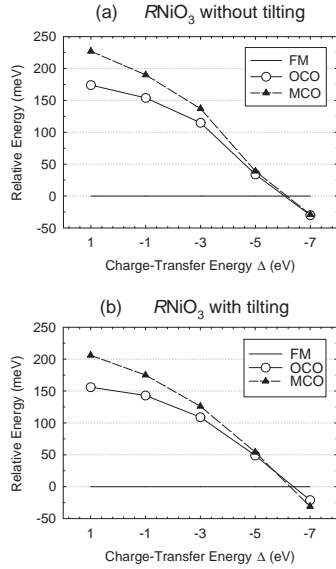 (a) RNiO3 without tilting
250
200
150
100
50
0
-50
Relative Energy (meV)
FM
OCO
MCO
1 -1 -3 -5 -7
Charge-Transfer Energy Δ (eV)
(b) RNiO3 with tilting
250
200
150
100
50
0
-50
Relative Energy (meV)
FM
OCO
MCO
1 -1 -3 -5 -7
Charge-Transfer Energy Δ (eV)